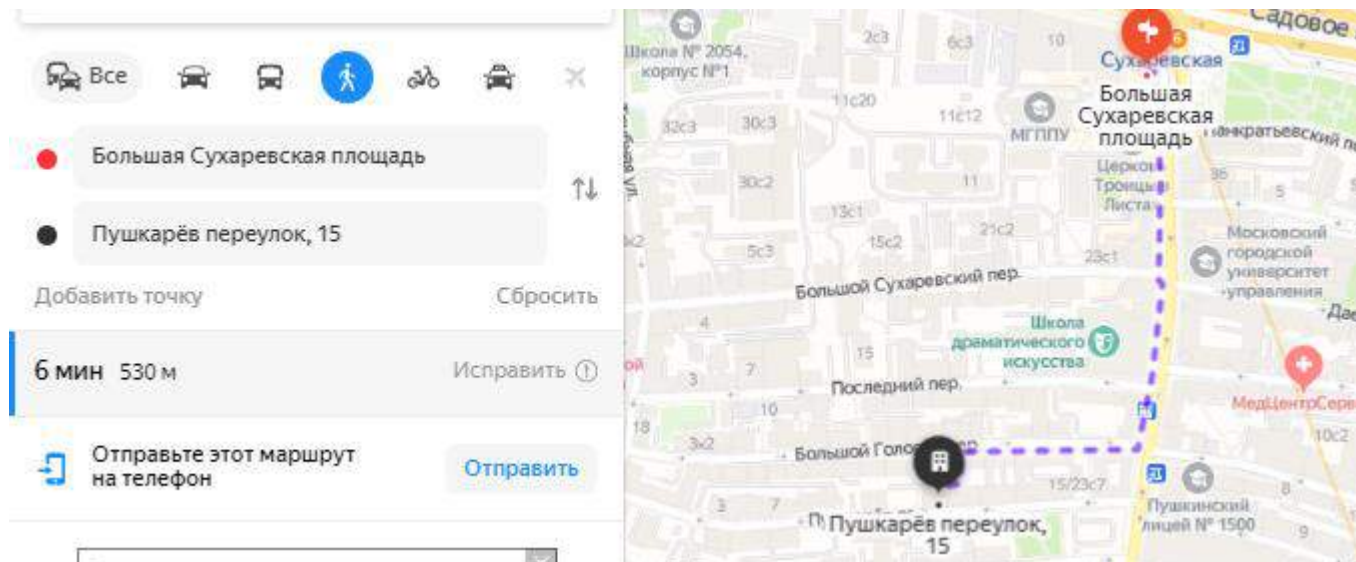 Все
Большая Сухаревская площадь
Пушкарёв переулок, 15
Добавить точку
Сбросить
6 мин 530 м
Исправить
Отправьте этот маршрут
на телефон
Отправить
Садовое
Школа № 2054,
корпус №1
2с3
6с3
10
Сухаревская
Большая
Сухаревская
площадь
11с20
11с12
МГППУ
32с3
30с3
30с2
11
Троицы в
Листах
36
5
13с1
15с2
21с2
5с3
23с1
Московский
городской
университет
управления
Большой Сухаревский пер.
4
Школа
драматического
искусства
15
3
7
Последний пер.
10
18
3к2
Большой
пер.
10с2
15/23с7
8
3
7
Пушкинский
лицей № 1500
9
Пушкарёв переулок,
15